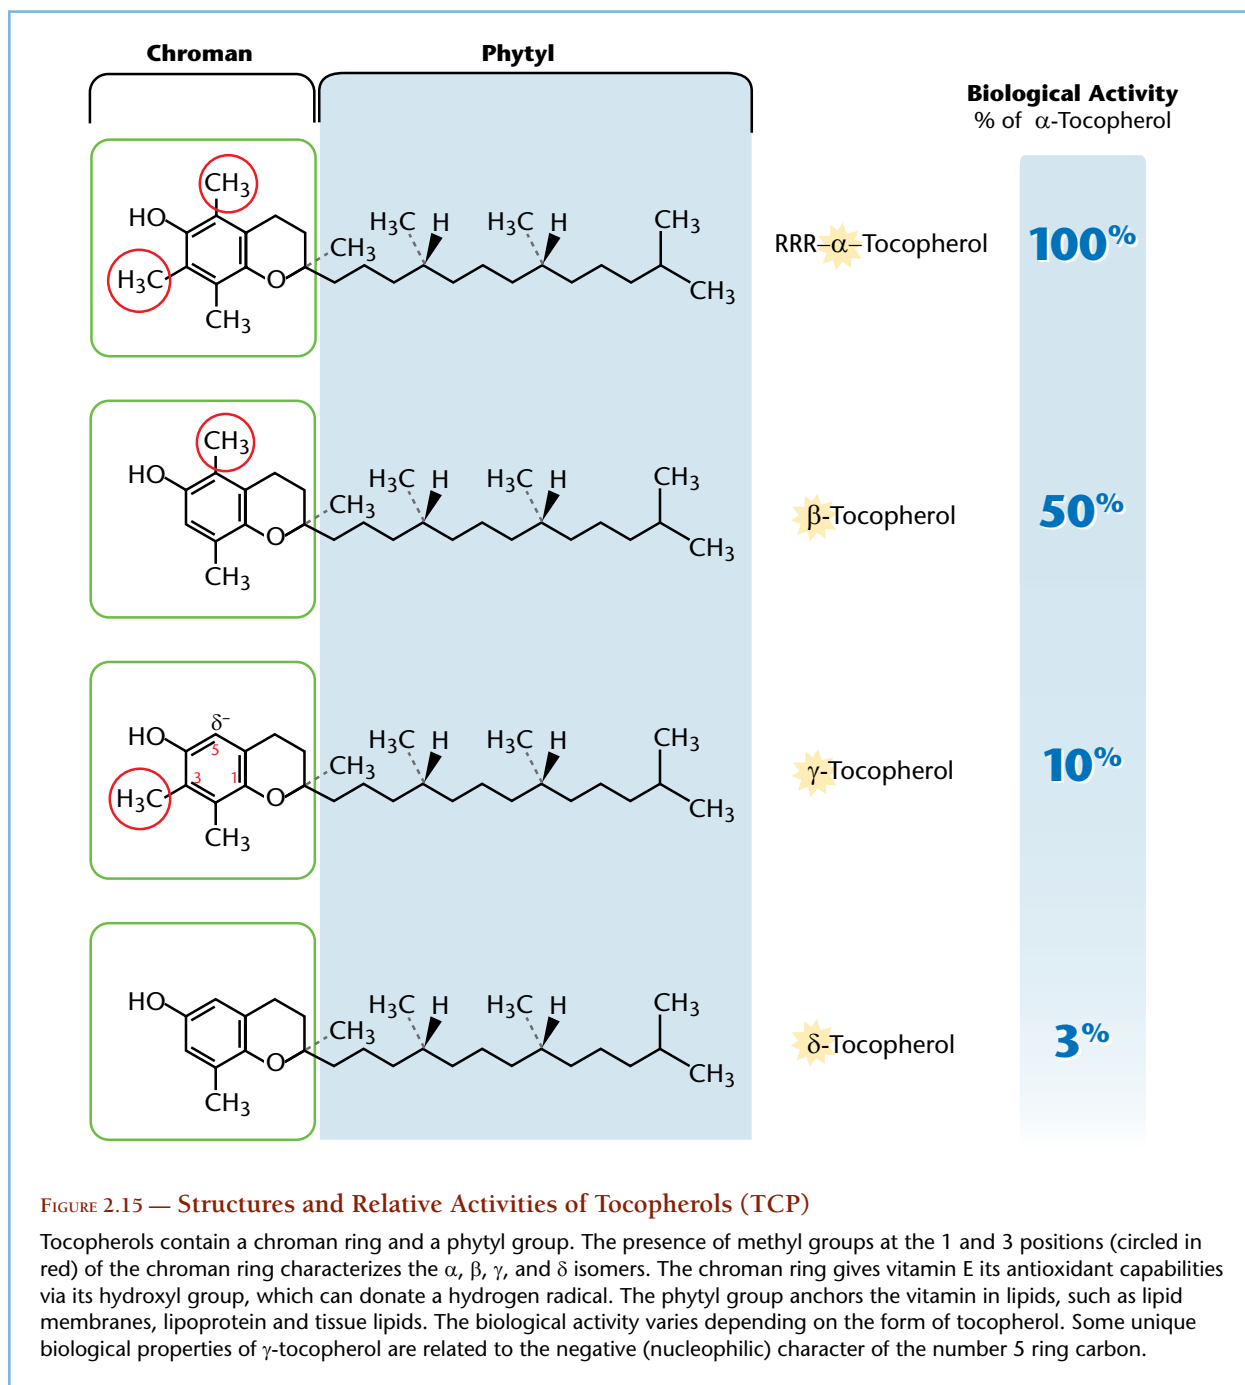 Chroman
Phytyl
Biological Activity
% of α-Tocopherol
CH3
HO
H3C
CH3
O
CH3
H3C
H
H3C
H
CH3
CH3
RRR–α–Tocopherol
100%
CH3
HO
CH3
O
CH3
H3C
H
H3C
H
CH3
CH3
β-Tocopherol
50%
δ–
HO
5
3
1
H3C
CH3
O
CH3
H3C
H
H3C
H
CH3
CH3
γ-Tocopherol
10%
HO
CH3
O
CH3
H3C
H
H3C
H
CH3
CH3
δ-Tocopherol
3%
FIGURE 2.15 — Structures and Relative Activities of Tocopherols (TCP)
Tocopherols contain a chroman ring and a phytyl group. The presence of methyl groups at the 1 and 3 positions (circled in
red) of the chroman ring characterizes the α, β, γ, and δ isomers. The chroman ring gives vitamin E its antioxidant capabilities
via its hydroxyl group, which can donate a hydrogen radical. The phytyl group anchors the vitamin in lipids, such as lipid
membranes, lipoprotein and tissue lipids. The biological activity varies depending on the form of tocopherol. Some unique
biological properties of γ-tocopherol are related to the negative (nucleophilic) character of the number 5 ring carbon.